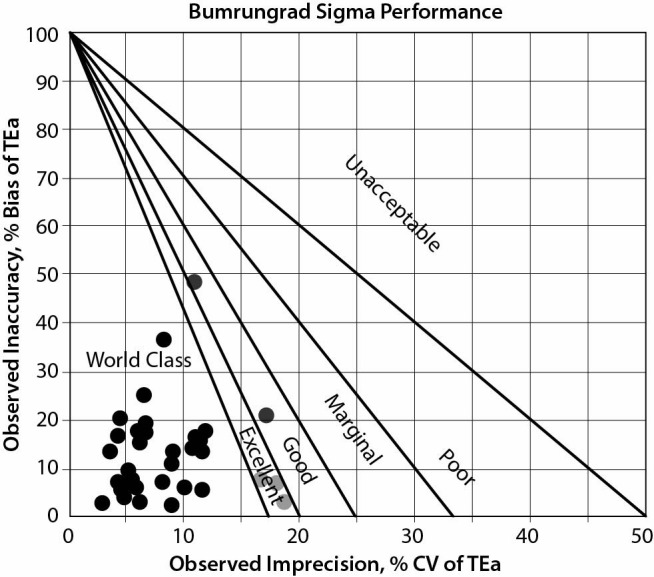 Bumrungrad Sigma Performance
Observed Inaccuracy, % Bias of TEa
100
90
80
70
60
50
40
30
20
10
0
Unacceptable
World Class
Excellent
Good
Marginal
Poor
0
10
20
30
40
50
Observed Imprecision, % CV of TEa